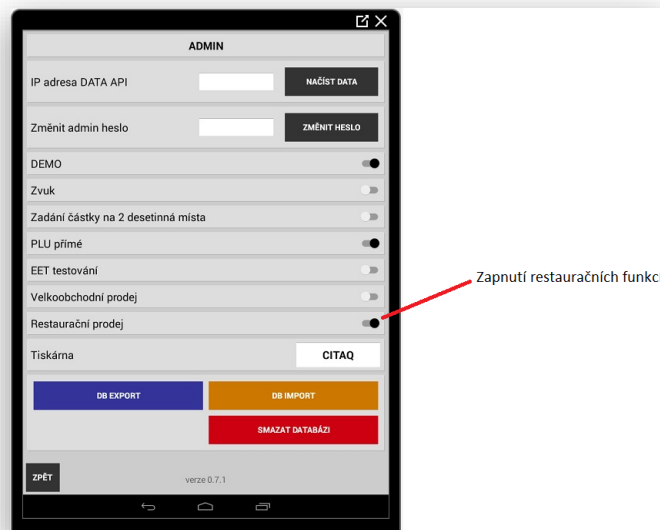 ADMIN
IP adresa DATA API
NAČÍST DATA
Změnit admin heslo
ZMĚNIT HESLO
DEMO
Zvuk
Zadání částky na 2 desetinná místa
PLU přímé
EET testování
Velkoobchodní prodej
Restaurační prodej
Zapnutí restauračních funkc
Tiskárna
CITAQ
DB EXPORT
DB IMPORT
SMAZAT DATABÁZI
ZPĚT
verze 0.7.1